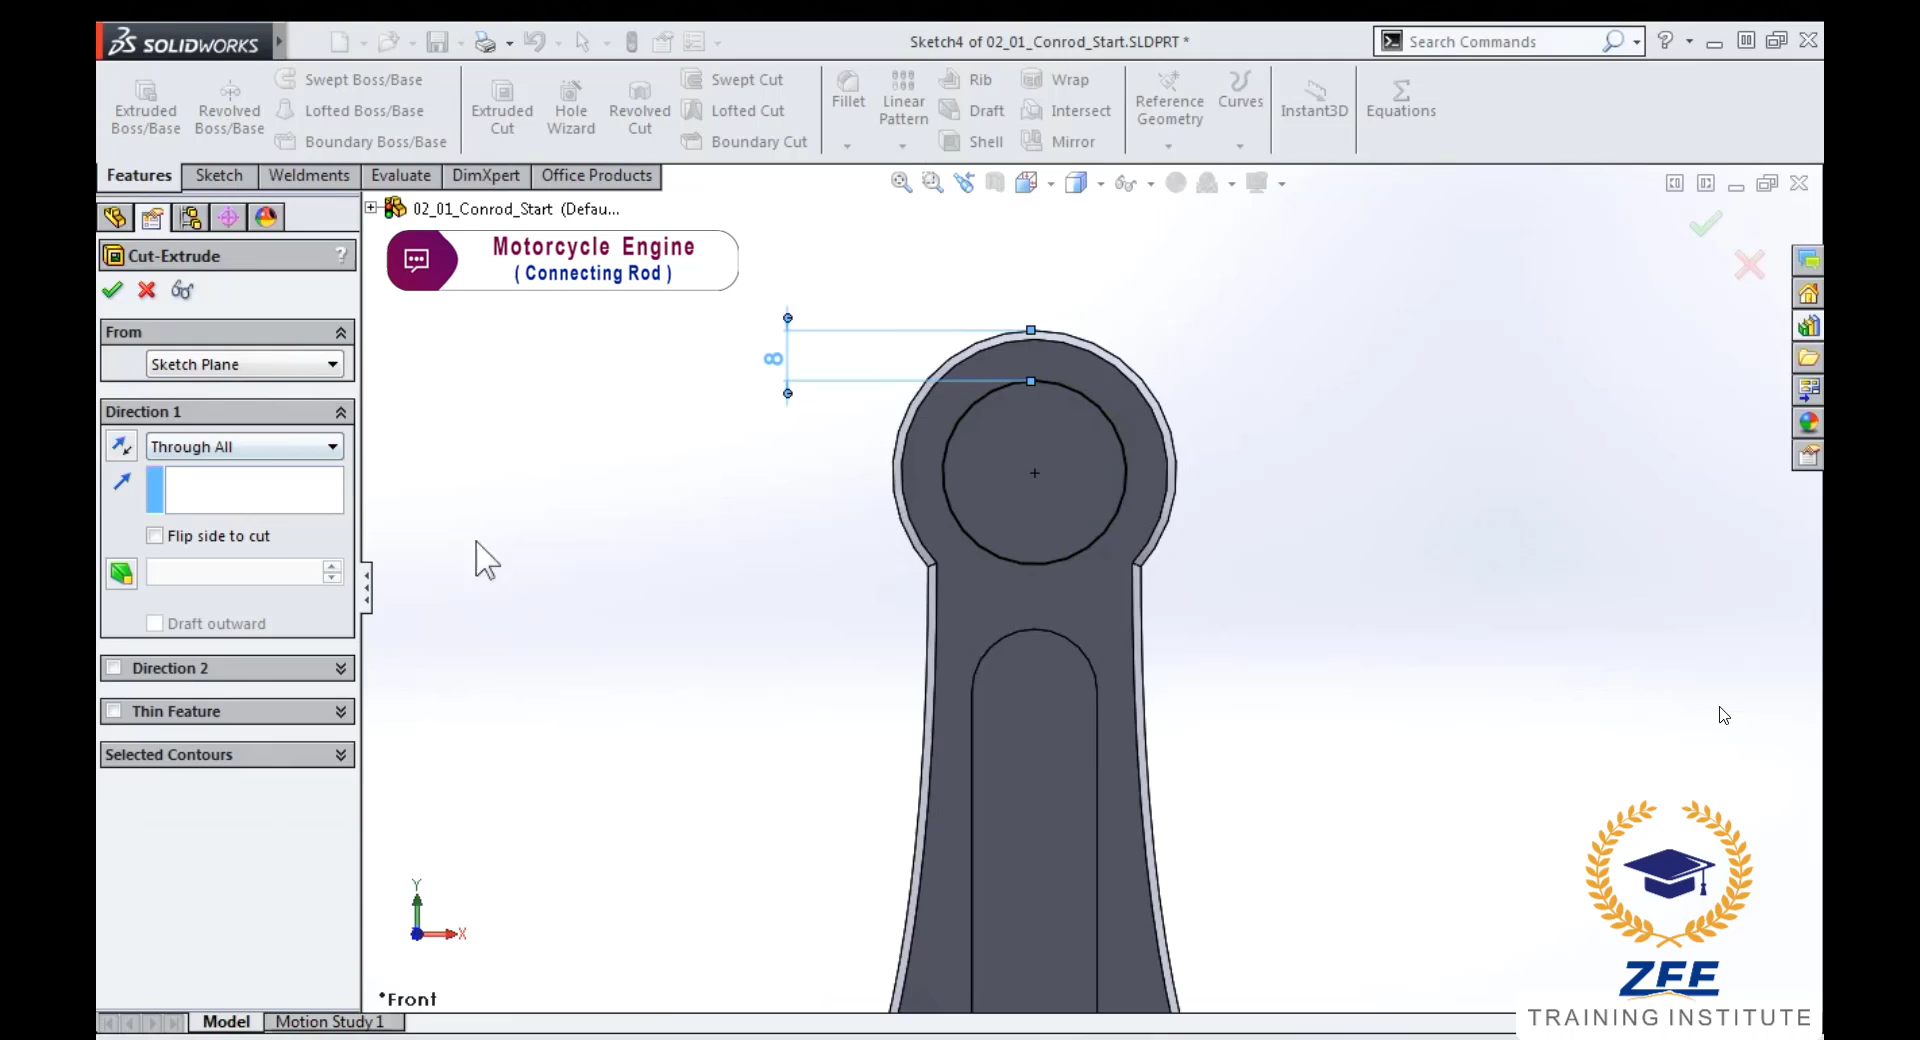 SOLIDWORKS
Sketch4 of 02_01_Conrod_Start.SLDPRT *
Search Commands
?
Extruded Boss/Base
Revolved Boss/Base
Swept Boss/Base
Lofted Boss/Base
Boundary Boss/Base
Extruded Cut
Hole Wizard
Revolved Cut
Swept Cut
Lofted Cut
Boundary Cut
Fillet
Linear Pattern
Rib
Draft
Shell
Wrap
Intersect
Mirror
Reference Geometry
Curves
Instant3D
Equations
Features
Sketch
Weldments
Evaluate
DimXpert
Office Products
02_01_Conrod_Start (Defau...
Motorcycle Engine
( Connecting Rod )
Cut-Extrude
?
From
Sketch Plane
Direction 1
Through All
Flip side to cut
Draft outward
Direction 2
Thin Feature
Selected Contours
8
Y
X
*Front
Model
Motion Study 1
ZFE
TRAINING INSTITUTE